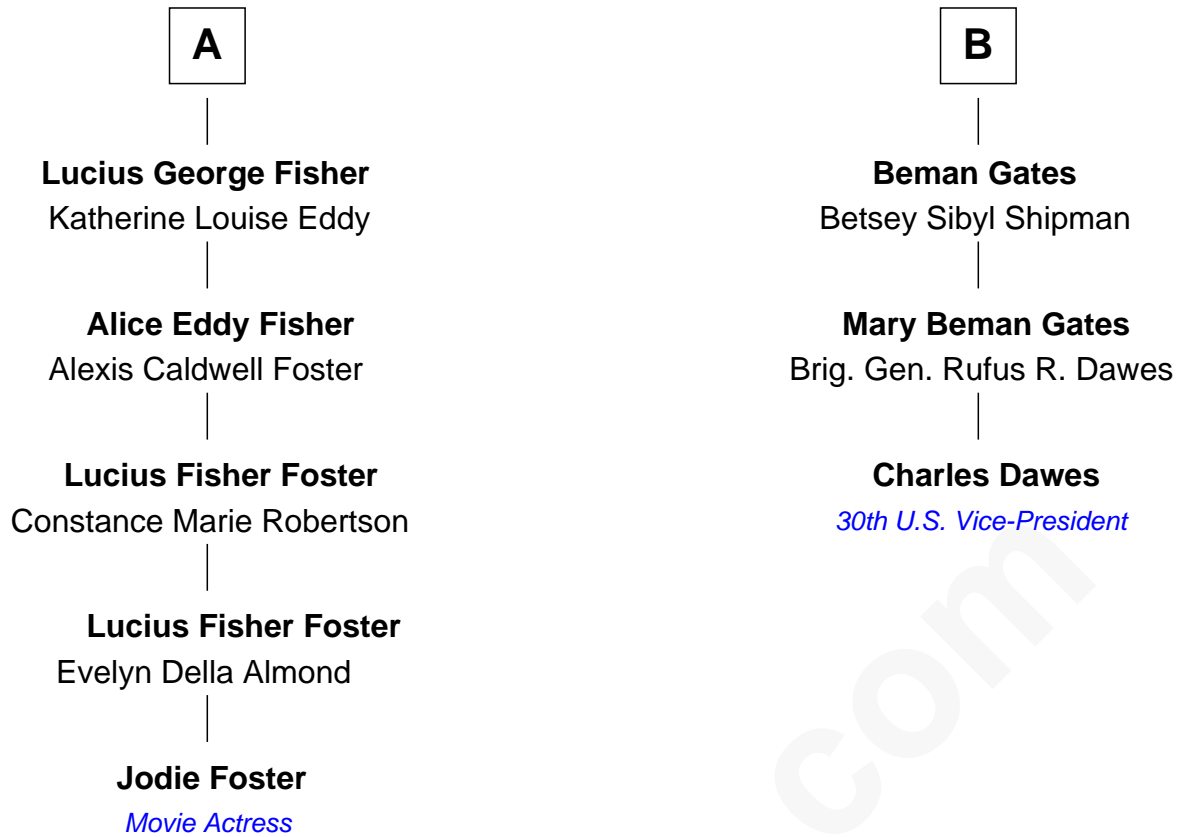 A
Lucius George Fisher
Katherine Louise Eddy
Alice Eddy Fisher
Alexis Caldwell Foster
Lucius Fisher Foster
Constance Marie Robertson
Lucius Fisher Foster
Evelyn Della Almond
Jodie Foster
Movie Actress
B
Beman Gates
Betsey Sibyl Shipman
Mary Beman Gates
Brig. Gen. Rufus R. Dawes
Charles Dawes
30th U.S. Vice-President
com